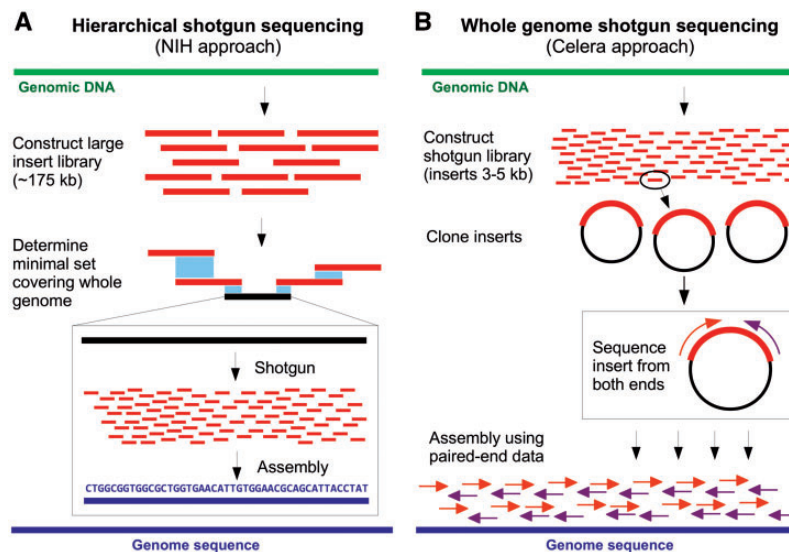 A
Hierarchical shotgun sequencing
(NIH approach)
Genomic DNA
Construct large
insert library
(~175 kb)
Determine
minimal set
covering whole
genome
Shotgun
Assembly
CTGGCGGTGGCGCTGGTGAACATTGTGGAACGCAGCATTACCTAT
Genome sequence
B
Whole genome shotgun sequencing
(Celera approach)
Genomic DNA
Construct
shotgun library
(inserts 3-5 kb)
Clone inserts
Sequence
insert from
both ends
Assembly using
paired-end data
Genome sequence